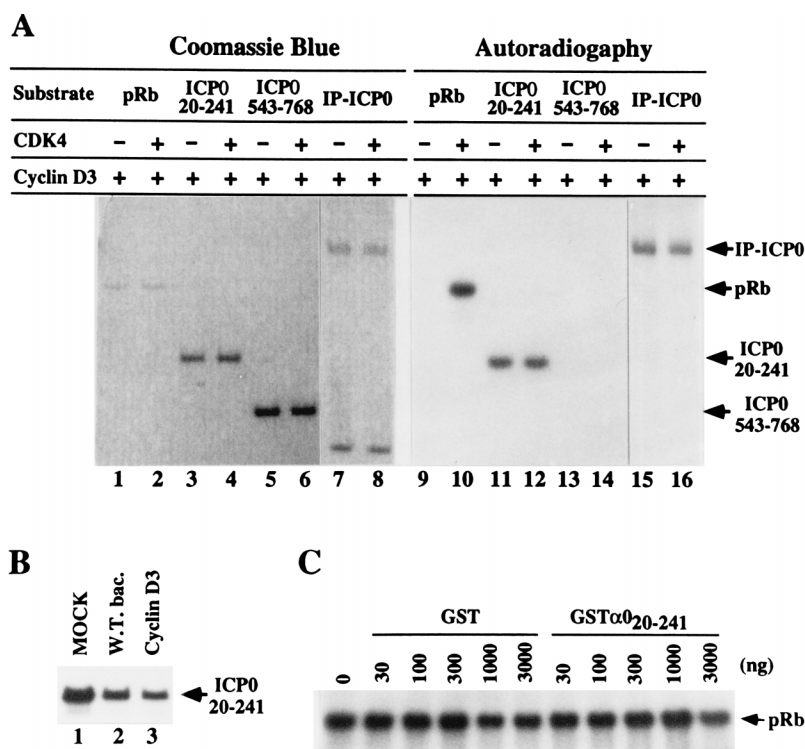 A
Coomassie Blue Autoradiogaphy
Substrate pRb ICP0 20-241 ICP0 543-768 IP-ICP0 pRb ICP0 20-241 ICP0 543-768 IP-ICP0
CDK4 – + – + – + – + – + – + – + – +
Cyclin D3 + + + + + + + + + + + + + + + +
IP-ICP0
pRb
ICP0
20-241
ICP0
543-768
1 2 3 4 5 6 7 8 9 10 11 12 13 14 15 16
B
MOCK W.T. bac. Cyclin D3
ICP0
20-241
1 2 3
C
GST GSTα020-241
0 30 100 300 1000 3000 30 100 300 1000 3000 (ng)
pRb